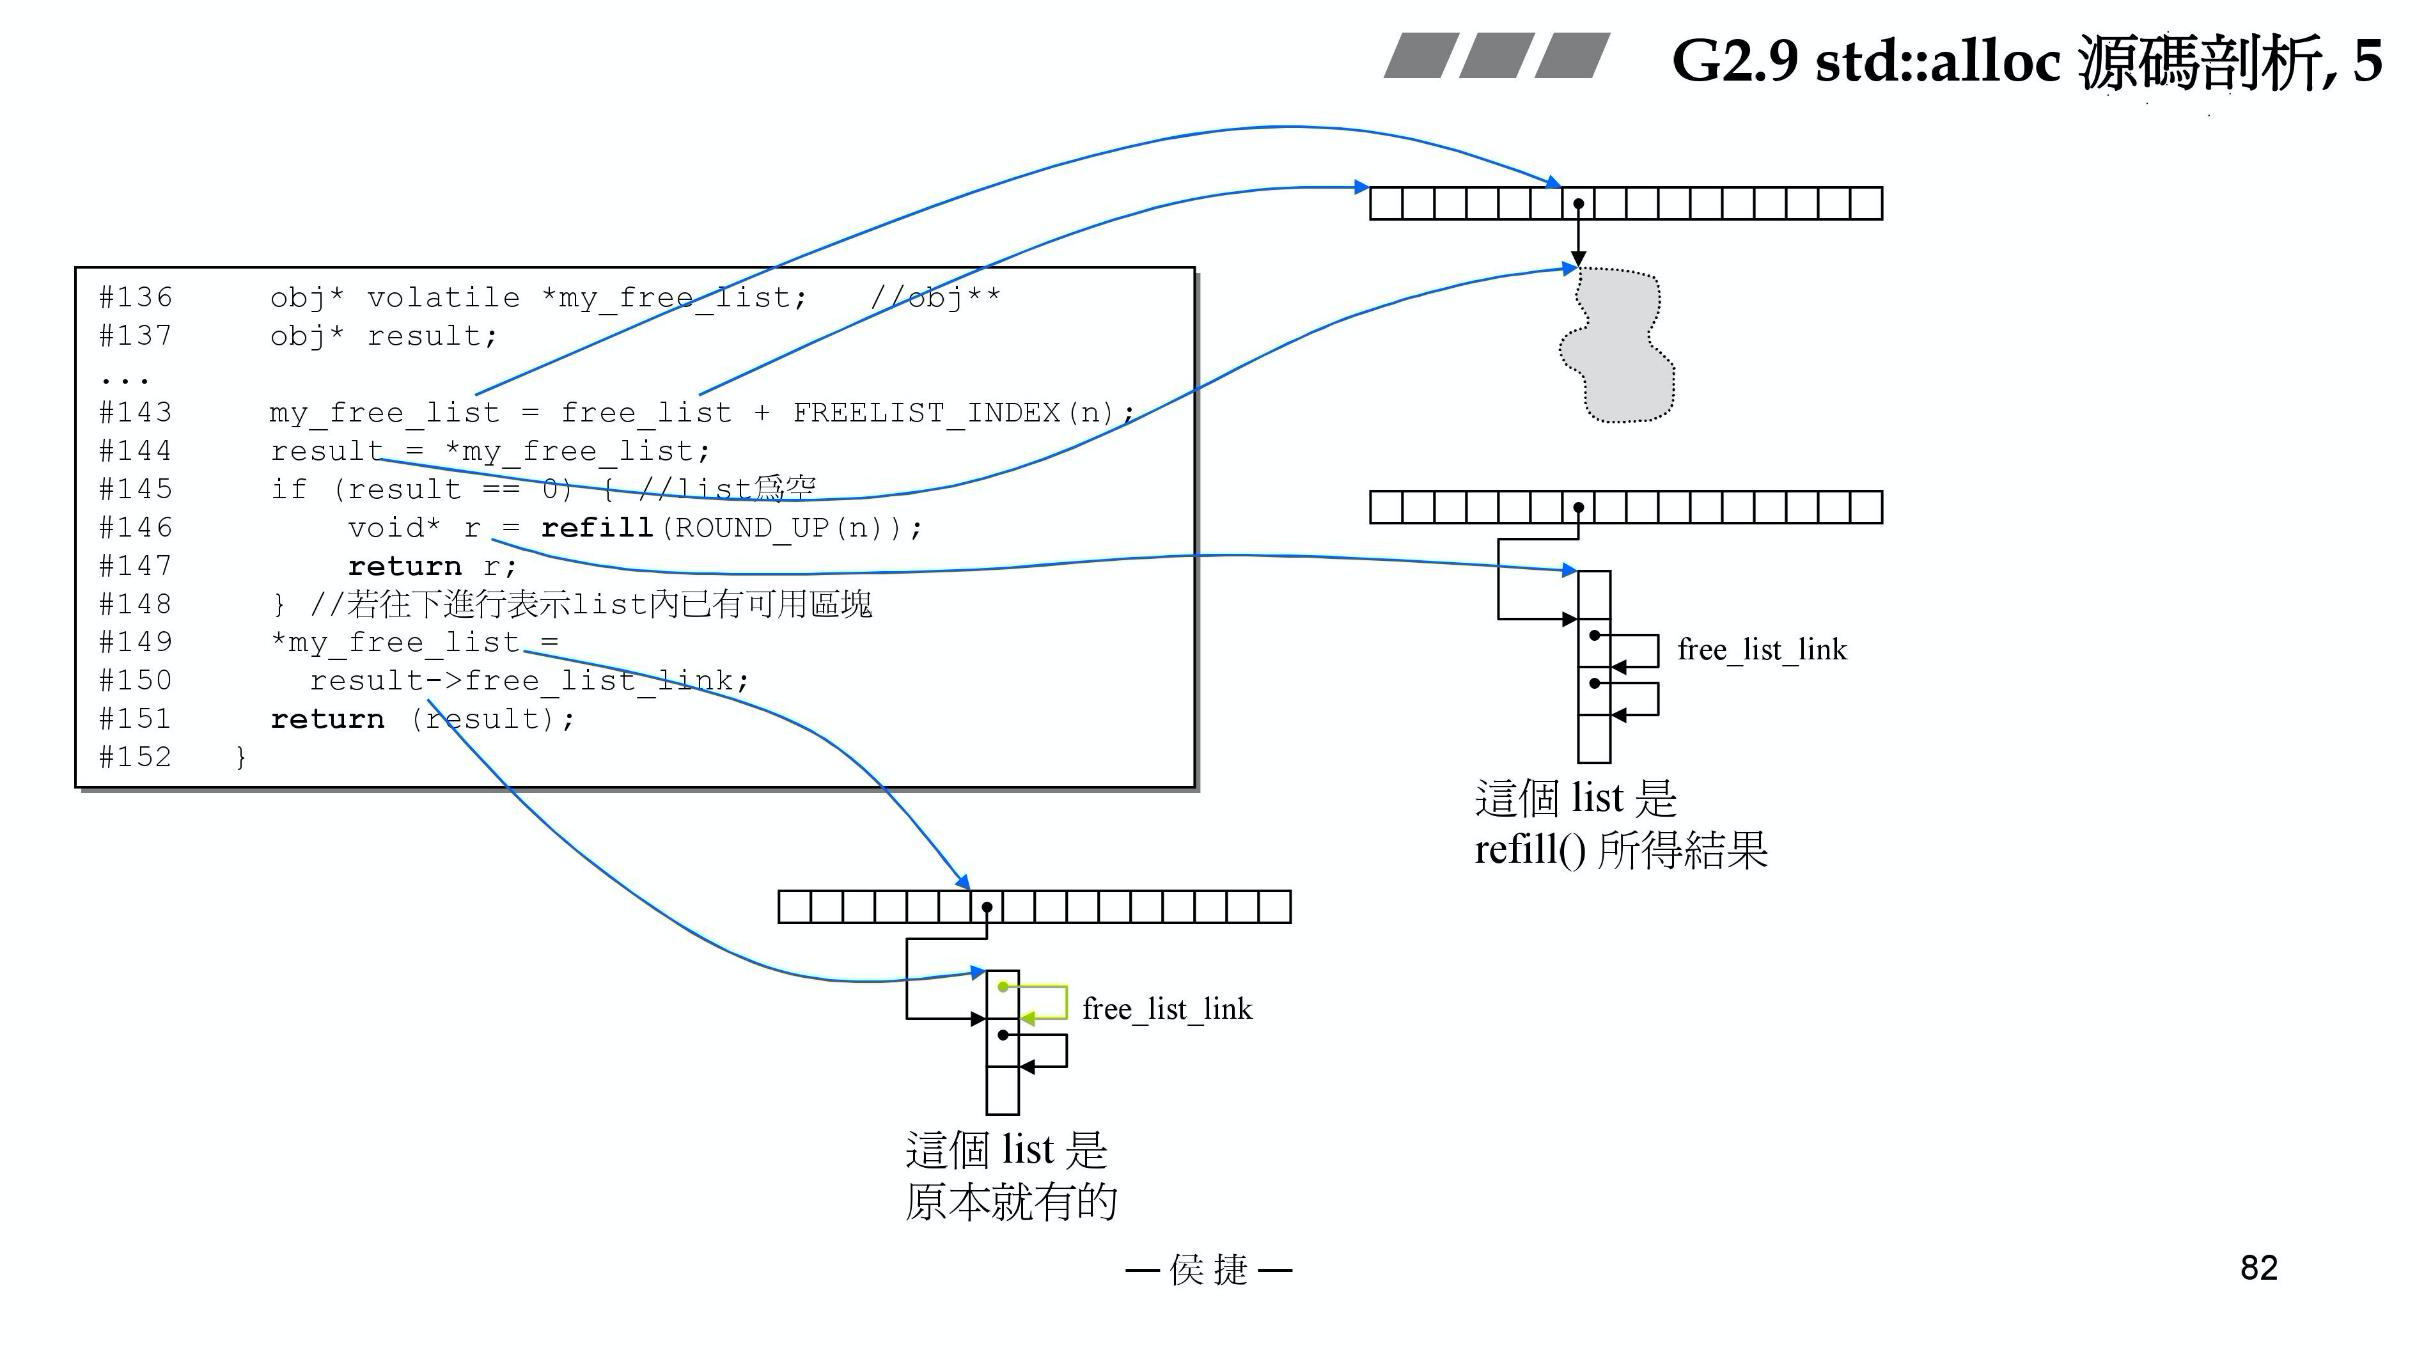 G2.9 std::alloc 源碼剖析, 5
#136     obj* volatile *my_free_list;   //obj**
#137     obj* result;
...
#143     my_free_list = free_list + FREELIST_INDEX(n);
#144     result = *my_free_list;
#145     if (result == 0) { //list為空
#146         void* r = refill(ROUND_UP(n));
#147         return r;
#148     } //若往下進行表示list內已有可用區塊
#149     *my_free_list =
#150       result->free_list_link;
#151     return (result);
#152   }
free_list_link
這個 list 是
refill() 所得結果
free_list_link
這個 list 是
原本就有的
— 侯 捷 —
82